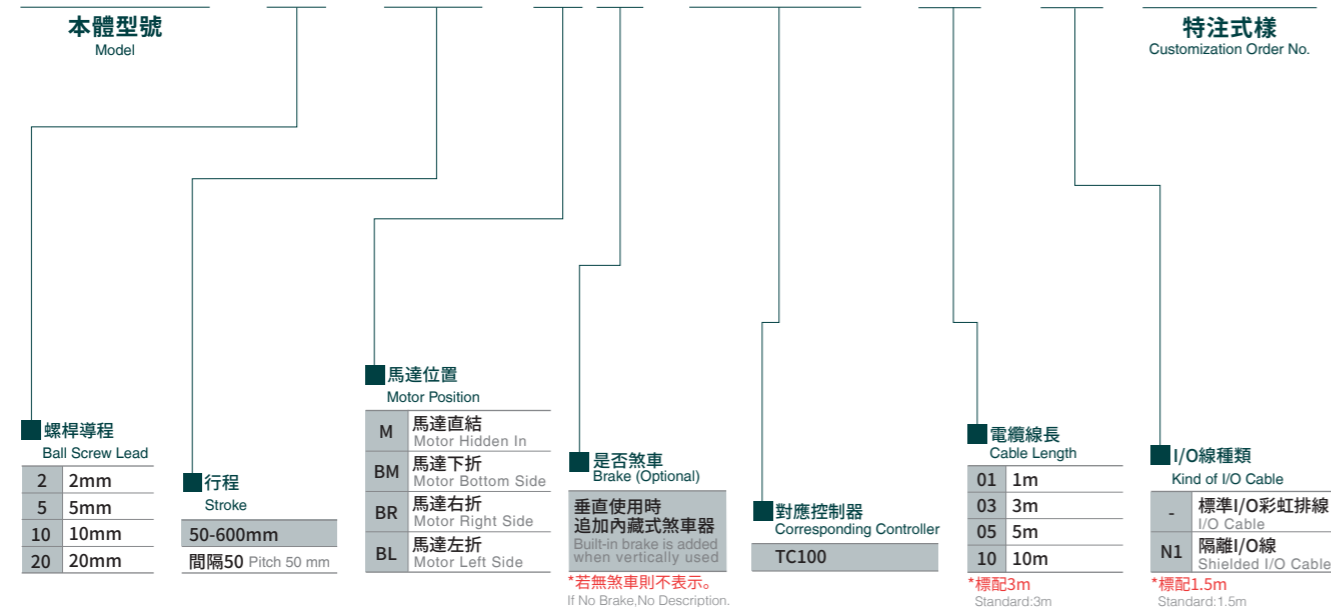 本體型號
Model
特注式樣
Customization Order No.
螺桿導程
Ball Screw Lead
2 2mm
5 5mm
10 10mm
20 20mm
行程
Stroke
50-600mm
間隔50 Pitch 50 mm
馬達位置
Motor Position
M 馬達直結
Motor Hidden In
BM 馬達下折
Motor Bottom Side
BR 馬達右折
Motor Right Side
BL 馬達左折
Motor Left Side
是否煞車
Brake (Optional)
垂直使用時
追加內藏式煞車器
Built-in brake is added
when vertically used
*若無煞車則不表示。
If No Brake,No Description.
對應控制器
Corresponding Controller
TC100
電纜線長
Cable Length
01 1m
03 3m
05 5m
10 10m
*標配3m
Standard:3m
I/O線種類
Kind of I/O Cable
- 標準I/O彩虹排線
I/O Cable
N1 隔離I/O線
Shielded I/O Cable
*標配1.5m
Standard:1.5m